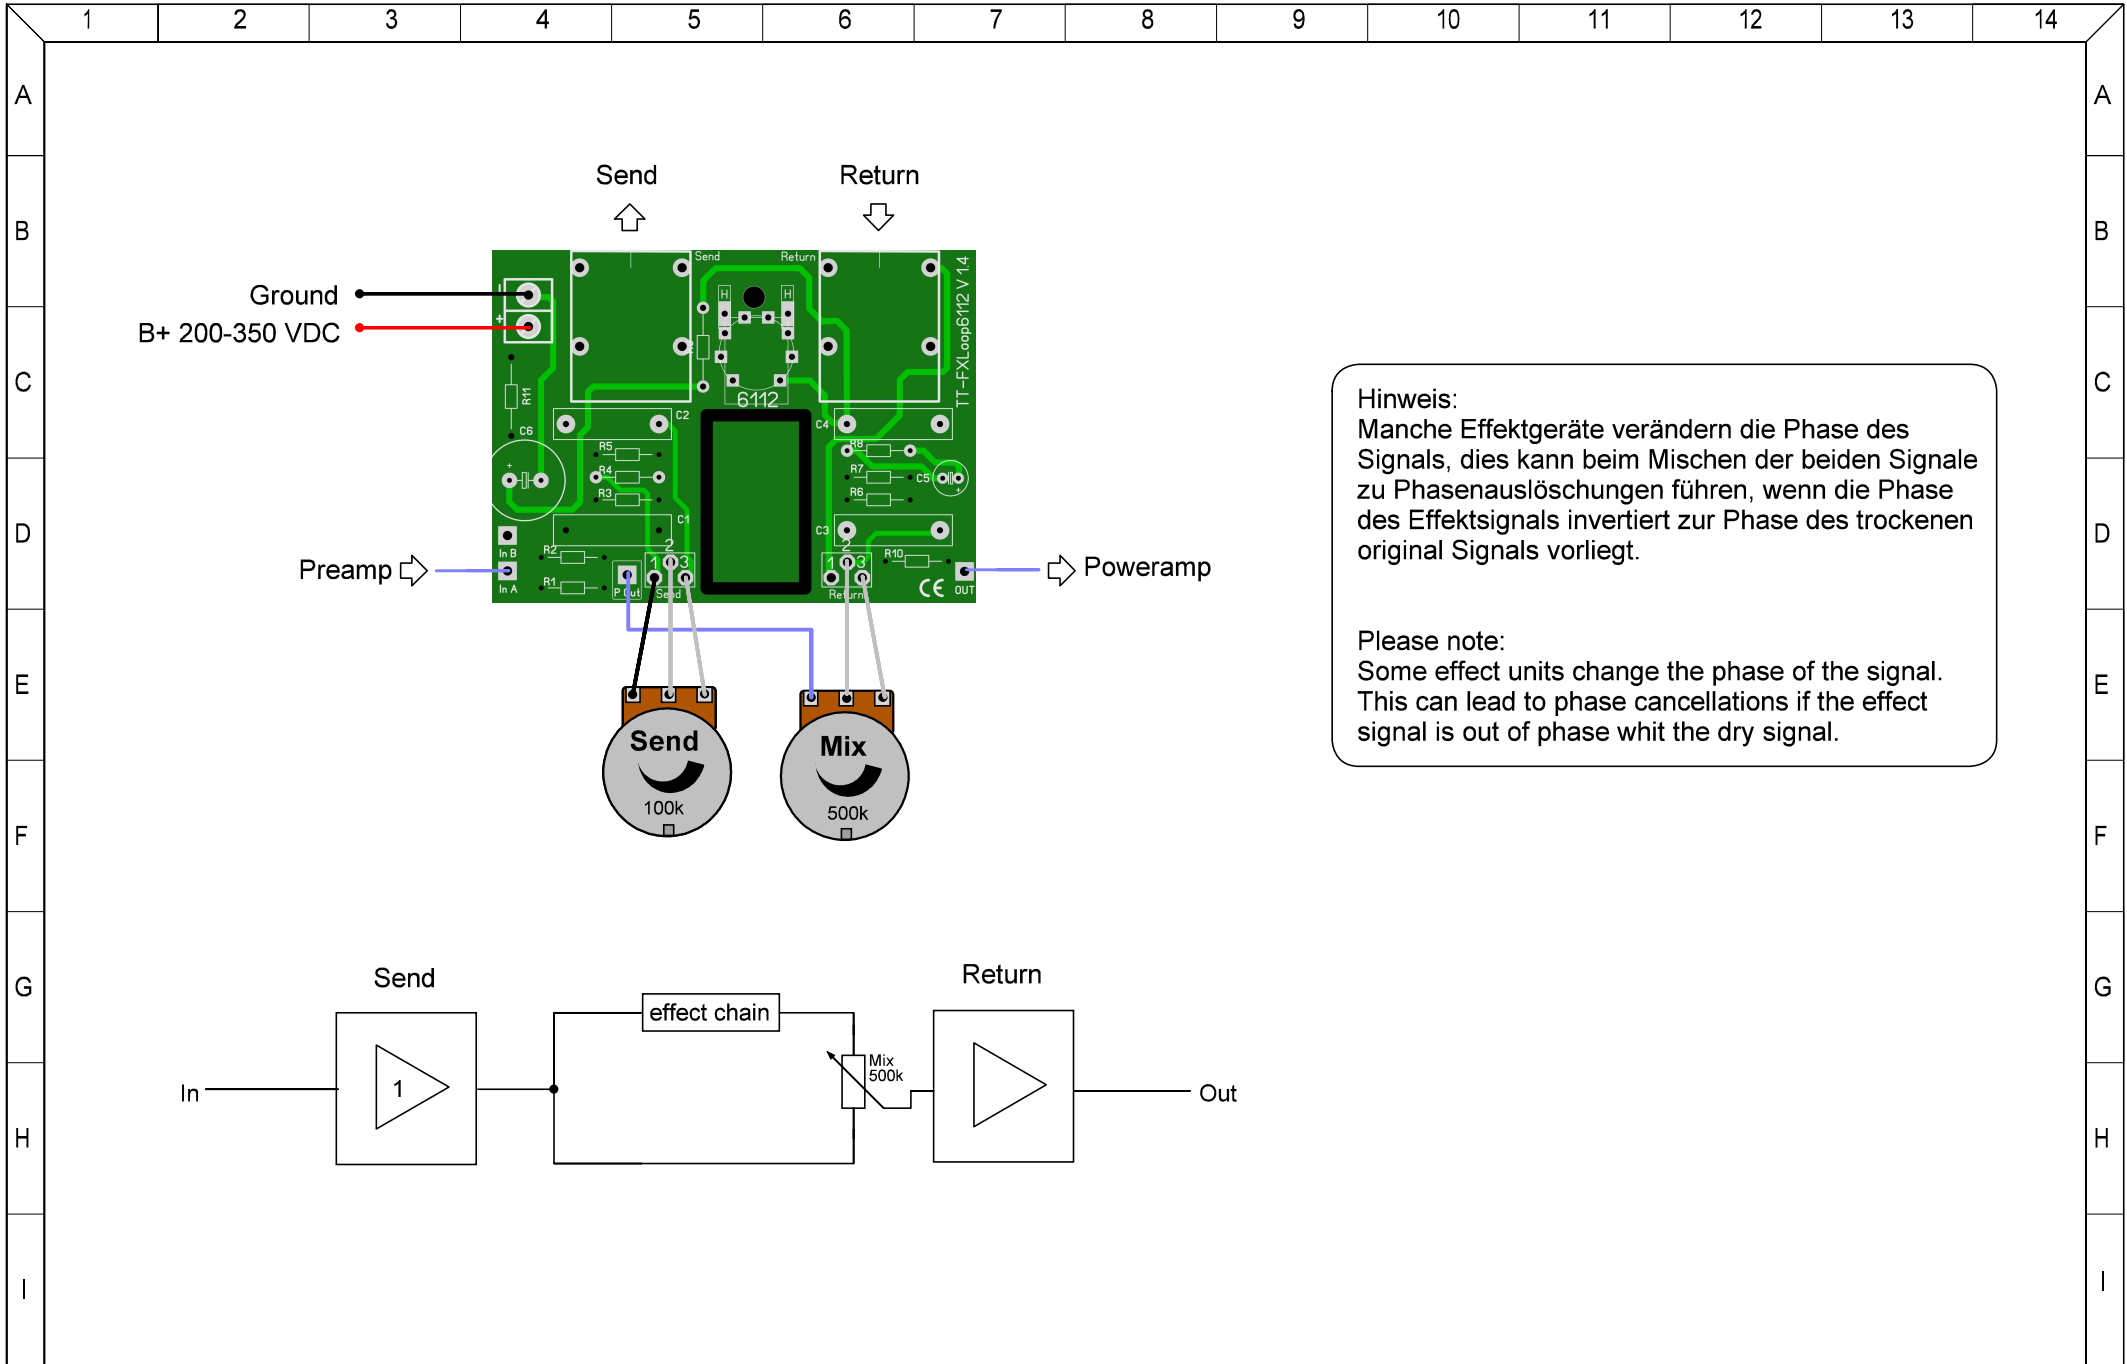 1 2 3 4 5 6 7 8 9 10 11 12 13 14
A A
B B
C C
D D
E E
F F
G G
H H
I I
Send
Return
Ground
B+ 200-350 VDC
Send
Return
TT-FXLoop6112 V 1.4
H
H
-
+
6112
R11
C6
+
C2
R5
R4
R3
C1
C4
R8
R7
R6
C5
+
C3
R10
In B
In A
R2
R1
P Out
1 2 3
Send
1 2 3
Return
CE
OUT
Preamp
Poweramp
Send
100k
Mix
500k
Hinweis:
Manche Effektgeräte verändern die Phase des
Signals, dies kann beim Mischen der beiden Signale
zu Phasenauslöschungen führen, wenn die Phase
des Effektsignals invertiert zur Phase des trockenen
original Signals vorliegt.
Please note:
Some effect units change the phase of the signal.
This can lead to phase cancellations if the effect
signal is out of phase whit the dry signal.
Send
Return
effect chain
Mix
500k
In
1
Out